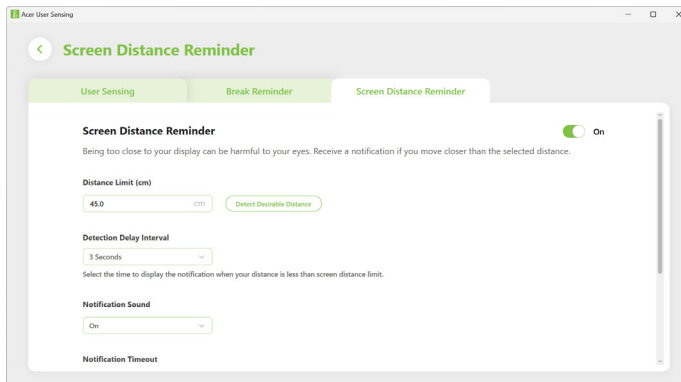 Acer User Sensing
Screen Distance Reminder
User Sensing
Break Reminder
Screen Distance Reminder
Screen Distance Reminder
On
Being too close to your display can be harmful to your eyes. Receive a notification if you move closer than the selected distance.
Distance Limit (cm)
45.0 cm
Detect Desirable Distance
Detection Delay Interval
3 Seconds
Select the time to display the notification when your distance is less than screen distance limit.
Notification Sound
On
Notification Timeout